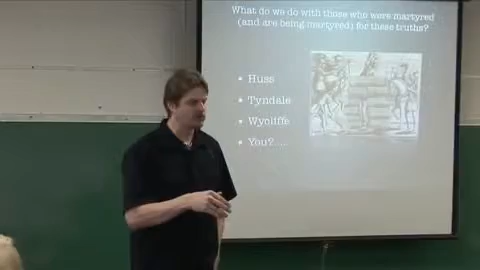 What do we do with those who were martyred
(and are being martyred) for these truths?
Huss
Tyndale
Wycliffe
You?....